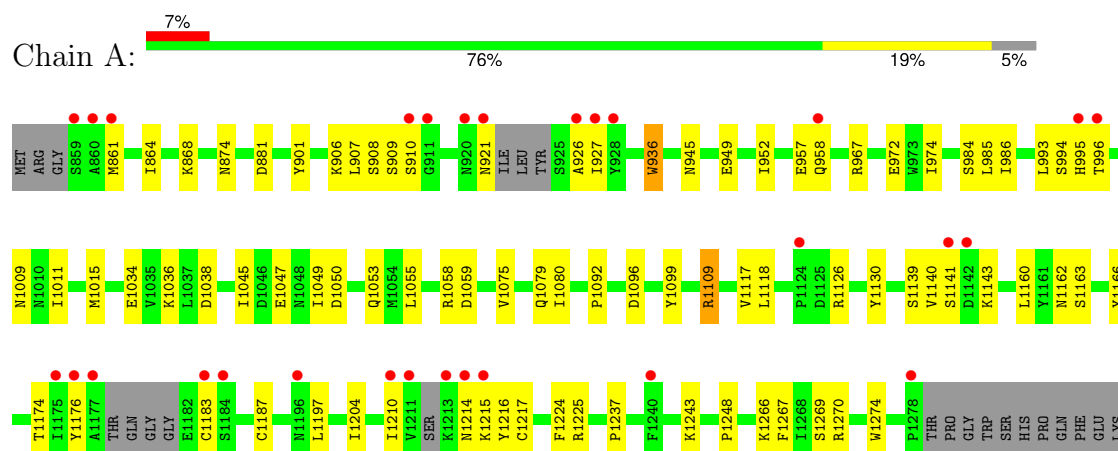 7%
Chain A:
76% 19% 5%
MET ARG GLY S859 A860 M861 I864 K868 N874 D881 Y901 K906 L907 S908 S909 S910 G911 N920 N921 ILE LEU TYR S925 A926 I927 Y928 W936 N945 E949 I952 E957 Q958 R967 E972 W973 I974 S984 L985 I986 L993 S994 H995 T996
N1009 N1010 I1011 M1015 E1034 V1035 K1036 L1037 D1038 I1045 D1046 E1047 N1048 I1049 D1050 Q1053 M1054 L1055 R1058 D1059 V1075 Q1079 I1080 P1092 D1096 Y1099 R1109 V1117 L1118 P1124 D1125 R1126 Y1130 S1139 V1140 S1141 D1142 K1143 L1160 Y1161 N1162 S1163 Y1166
T1174 I1175 Y1176 A1177 THR GLN GLY GLY E1182 C1183 S1184 C1187 N1196 L1197 I1204 I1210 V1211 SER K1213 N1214 K1215 Y1216 C1217 F1224 R1225 P1237 F1240 K1243 P1248 K1266 F1267 I1268 S1269 R1270 W1274 P1278 THR PRO GLY TRP SER HIS PRO GLN PHE GLU LYS